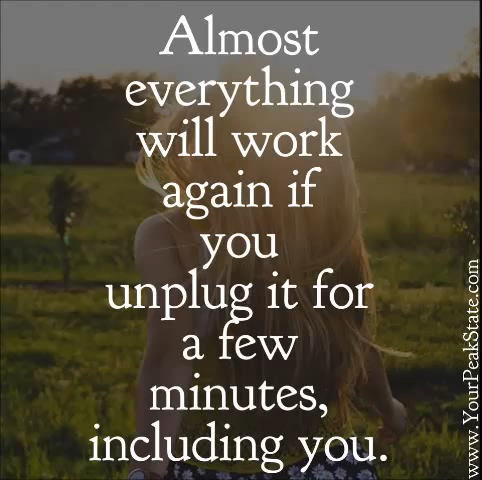 Almost
everything
will work
again if
you
unplug it for
a few
minutes,
including you.
www.YourPeakState.com